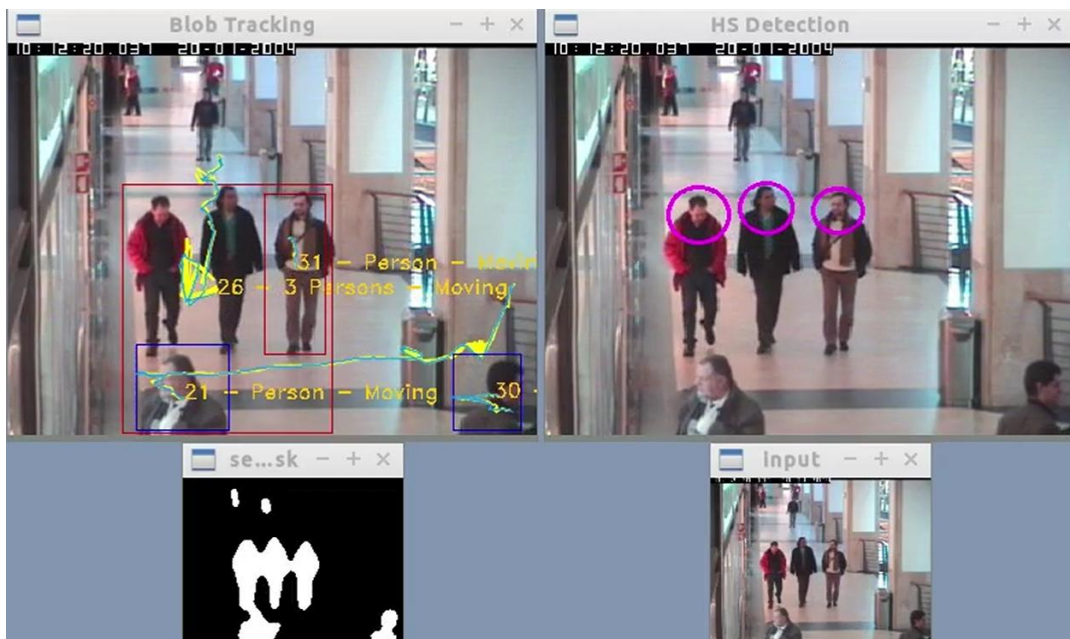 Blob Tracking
HS Detection
10:12:20.037 20-01-2004
10:12:20.037 20-01-2004
31 - Person - Moving
26 - 3 Persons - Moving
21 - Person - Moving
30 -
se...sk
input